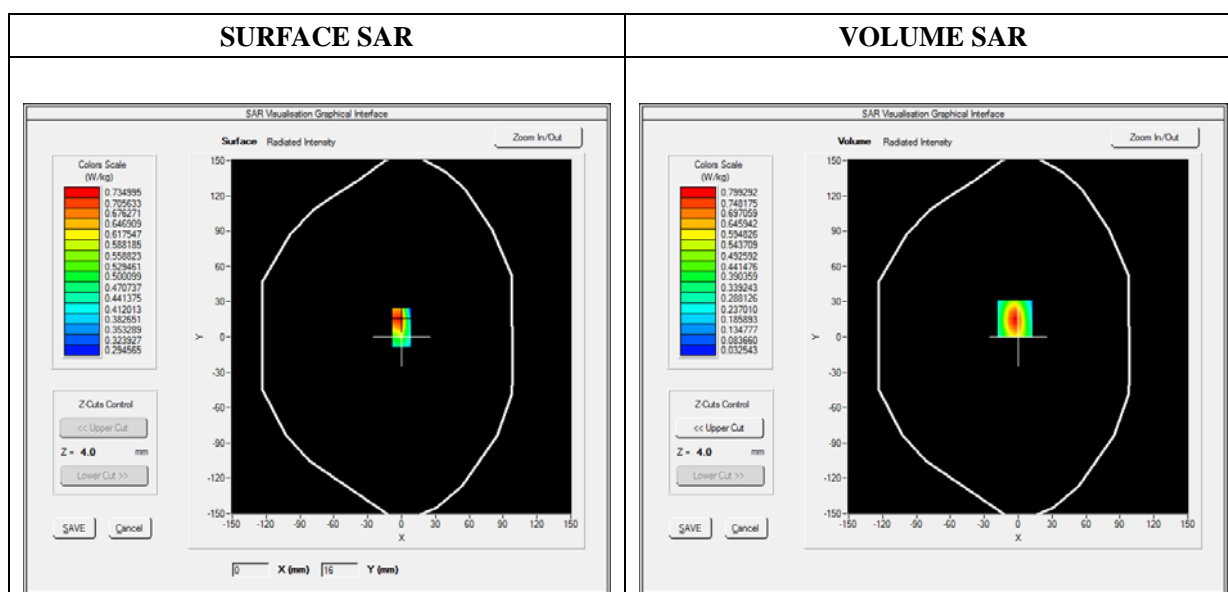 SURFACE SAR
VOLUME SAR
SAR Visualisation Graphical Interface
Surface Radiated Intensity
Zoom In/Out
Colors Scale
(W/kg)
0.734995
0.705633
0.676271
0.646909
0.617547
0.588185
0.558823
0.529461
0.500099
0.470737
0.441375
0.412013
0.382651
0.353289
0.323927
0.294565
Z-Cuts Control
<< Upper Cut
Z = 4.0 mm
Lower Cut >>
SAVE Cancel
150
120
90
60
30
0
-30
-60
-90
-120
-150
Y
-150 -120 -90 -60 -30 0 30 60 90 120 150
X
0 X (mm) 16 Y (mm)
SAR Visualisation Graphical Interface
Volume Radiated Intensity
Zoom In/Out
Colors Scale
(W/kg)
0.799292
0.748175
0.697059
0.645942
0.594826
0.543709
0.492592
0.441476
0.390359
0.339243
0.288126
0.237010
0.185893
0.134777
0.083660
0.032543
Z-Cuts Control
<< Upper Cut
Z = 4.0 mm
Lower Cut >>
SAVE Cancel
150
120
90
60
30
0
-30
-60
-90
-120
-150
Y
-150 -120 -90 -60 -30 0 30 60 90 120 150
X